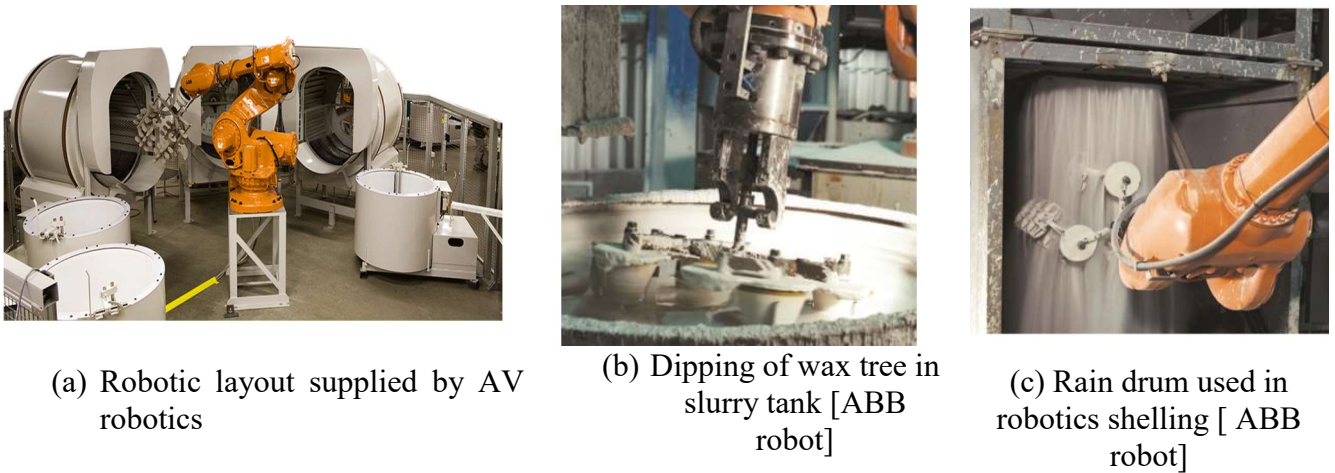 (a) Robotic layout supplied by AV
robotics
(b) Dipping of wax tree in
slurry tank [ABB
robot]
(c) Rain drum used in
robotics shelling [ ABB
robot]